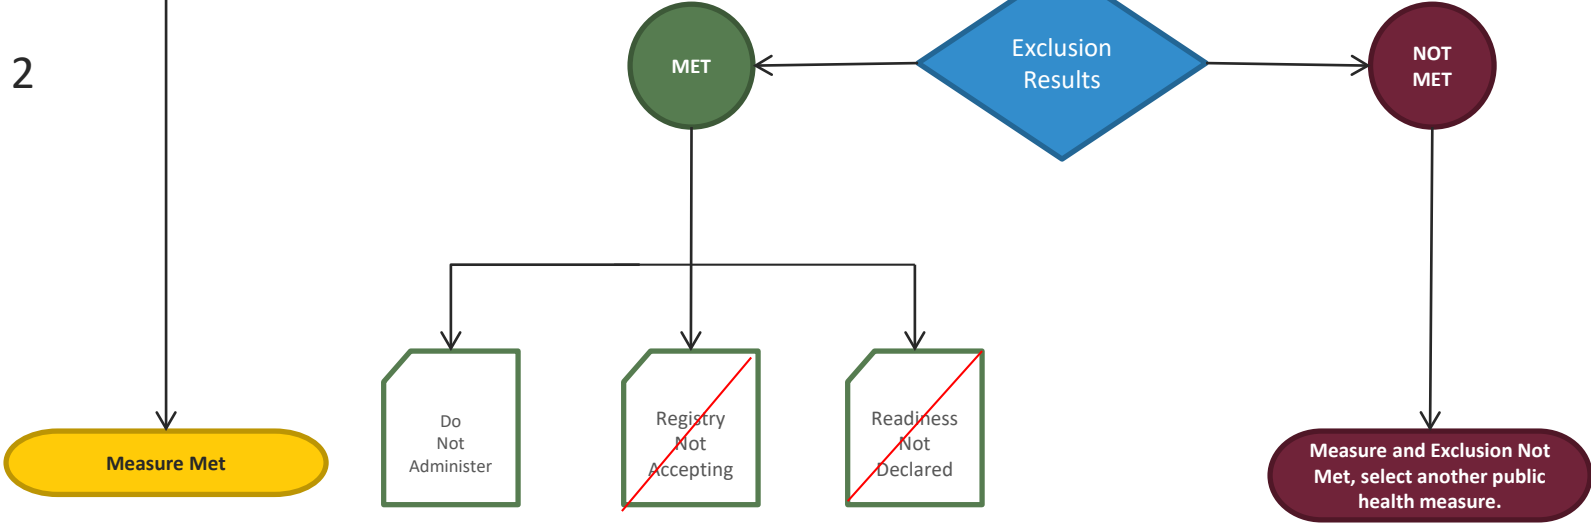 2
MET
Exclusion
Results
NOT
MET
Do
Not
Administer
Registry
Not
Accepting
Readiness
Not
Declared
Measure Met
Measure and Exclusion Not
Met, select another public
health measure.